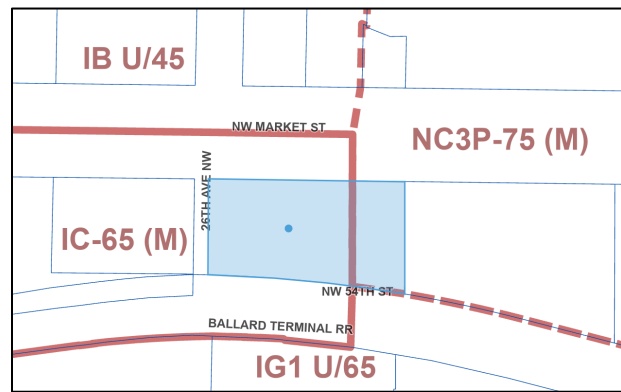 IB U/45
NW MARKET ST
NC3P-75 (M)
26TH AVE NW
IC-65 (M)
NW 54TH ST
BALLARD TERMINAL RR
IG1 U/65